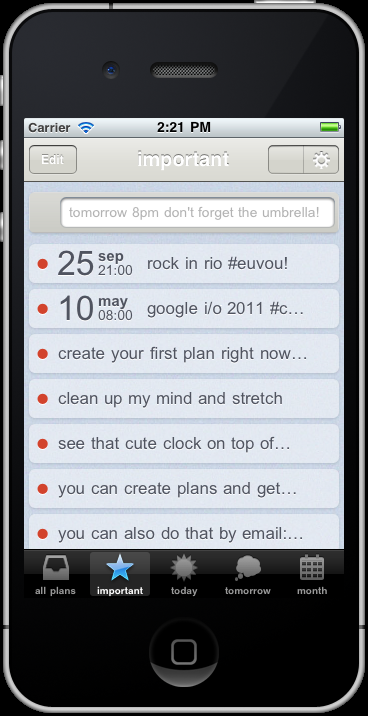 Carrier 2:21 PM
Edit important
tomorrow 8pm don't forget the umbrella!
25 sep 21:00 rock in rio #euvou!
10 may 08:00 google i/o 2011 #c...
create your first plan right now...
clean up my mind and stretch
see that cute clock on top of...
you can create plans and get...
you can also do that by email:...
all plans important today tomorrow month